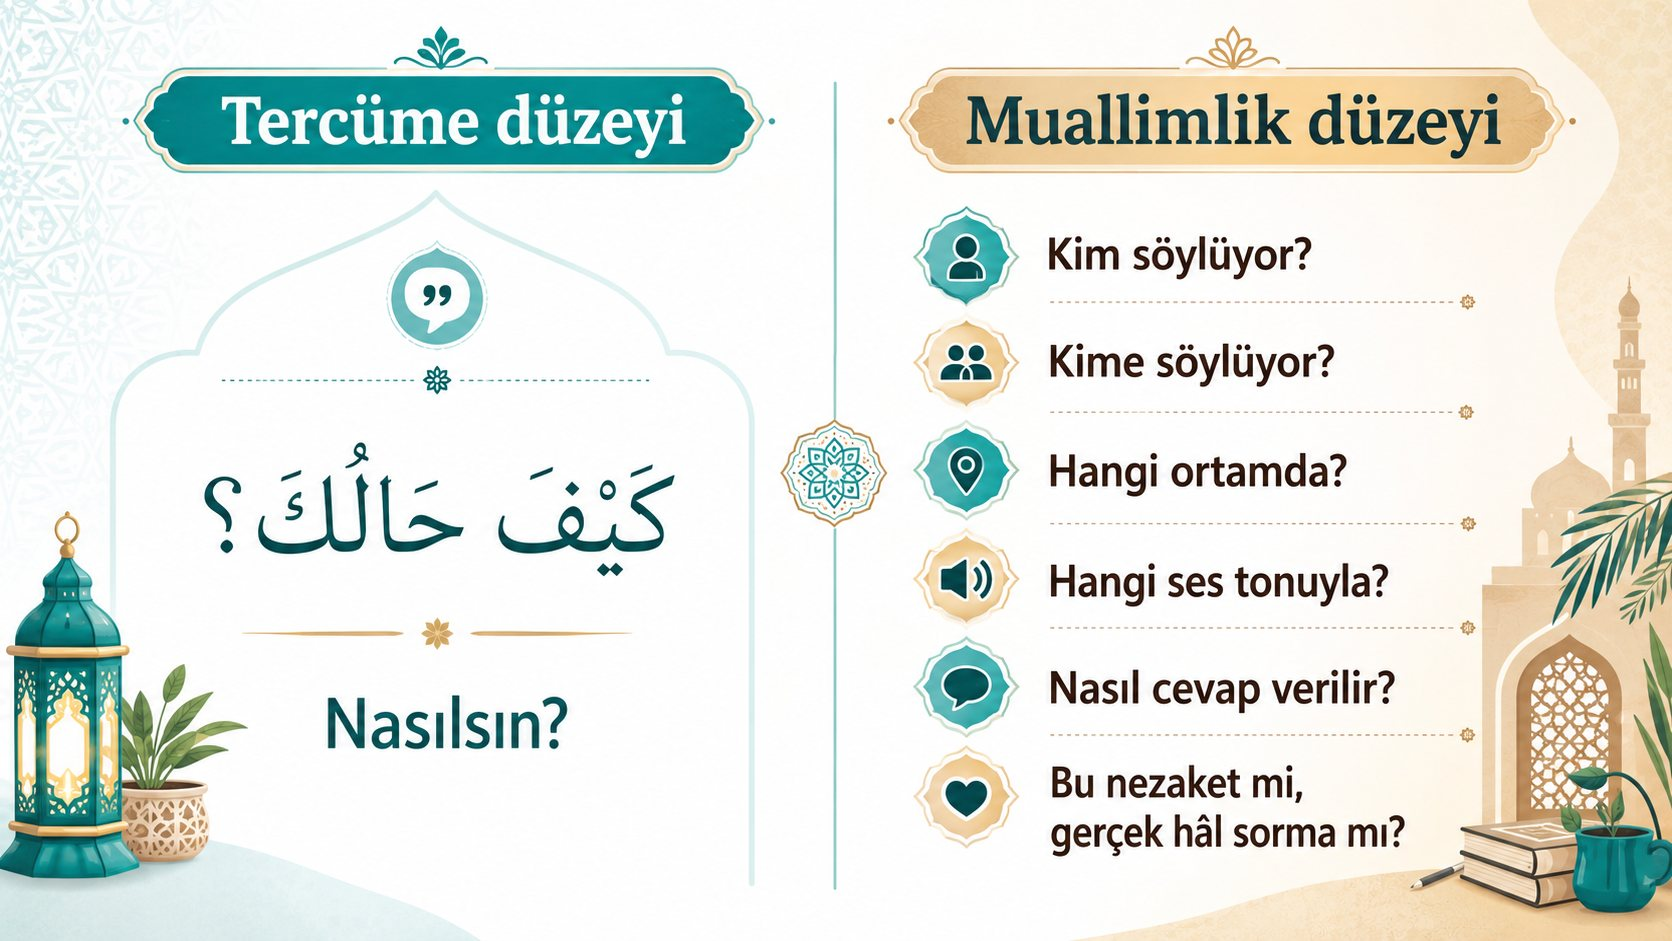 Tercüme düzeyi
كَيْفَ حَالُكَ؟
Nasılsın?
Muallimlik düzeyi
Kim söylüyor?
Kime söylüyor?
Hangi ortamda?
Hangi ses tonuyla?
Nasıl cevap verilir?
Bu nezaket mi,
gerçek hâl sorma mı?